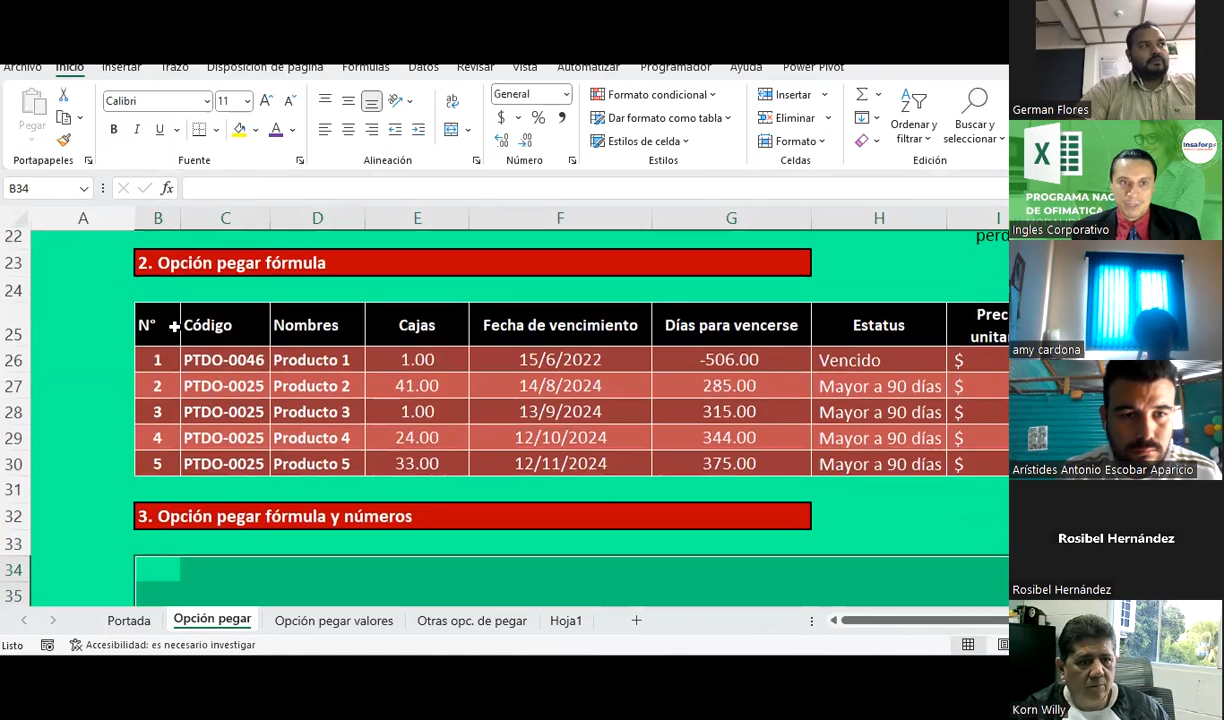 Archivo Inicio Insertar Trazo Disposición de página Fórmulas Datos Revisar Vista Automatizar Programador Ayuda Power Pivot
Pegar
Portapapeles
Calibri 11
N K S A
Fuente
Alineación
General
$ % 000
Número
Formato condicional
Dar formato como tabla
Estilos de celda
Estilos
Insertar
Eliminar
Formato
Celdas
Ordenar y filtrar
Buscar y seleccionar
Edición
B34 fx
A B C D E F G H I
22 perd
23 2. Opción pegar fórmula
24
25 N° Código Nombres Cajas Fecha de vencimiento Días para vencerse Estatus Prec unita
26 1 PTDO-0046 Producto 1 1.00 15/6/2022 -506.00 Vencido $
27 2 PTDO-0025 Producto 2 41.00 14/8/2024 285.00 Mayor a 90 días $
28 3 PTDO-0025 Producto 3 1.00 13/9/2024 315.00 Mayor a 90 días $
29 4 PTDO-0025 Producto 4 24.00 12/10/2024 344.00 Mayor a 90 días $
30 5 PTDO-0025 Producto 5 33.00 12/11/2024 375.00 Mayor a 90 días $
31
32 3. Opción pegar fórmula y números
33
34
35
Portada Opción pegar Opción pegar valores Otras opc. de pegar Hoja1
Listo Accesibilidad: es necesario investigar
German Flores
X
insaforp
PROGRAMA NAC
DE OFIMATICA
Ingles Corporativo
amy cardona
Arístides Antonio Escobar Aparicio
Rosibel Hernández
Rosibel Hernández
Korn Willy